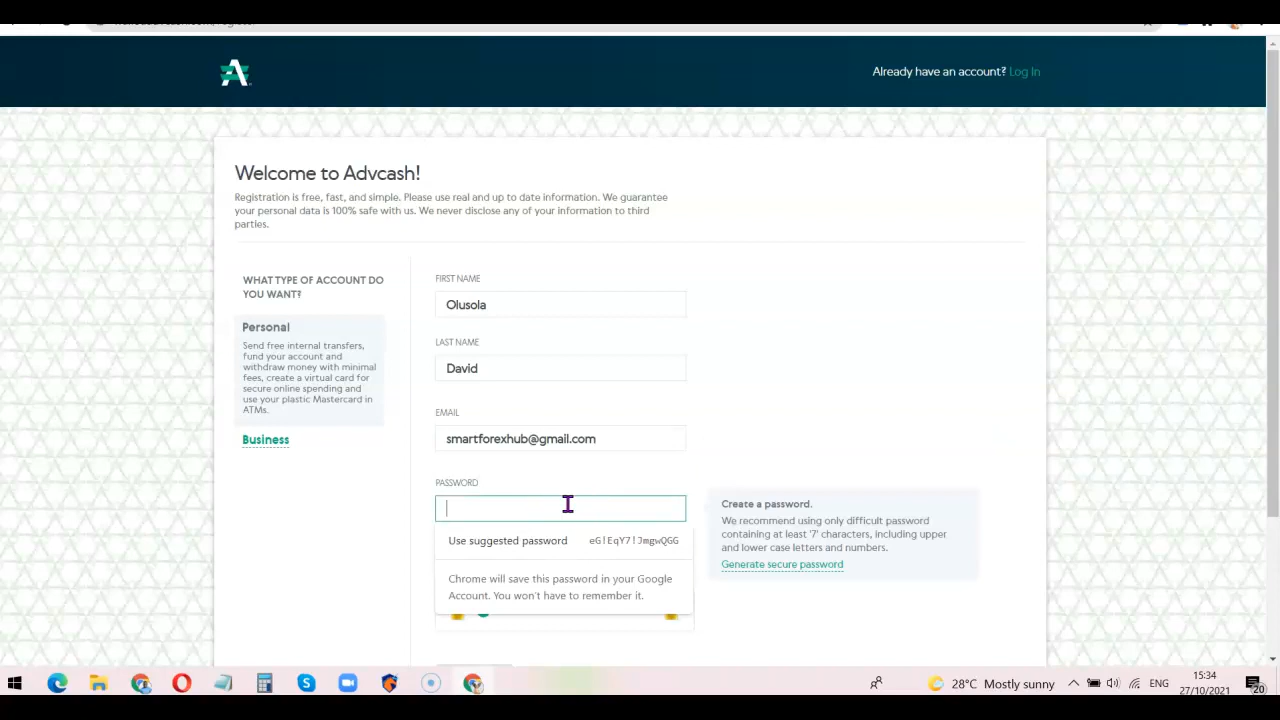 Already have an account? Log In
Welcome to Advcash!
Registration is free, fast, and simple. Please use real and up to date information. We guarantee
your personal data is 100% safe with us. We never disclose any of your information to third
parties.
WHAT TYPE OF ACCOUNT DO
YOU WANT?
Personal
Send free internal transfers,
fund your account and
withdraw money with minimal
fees, create a virtual card for
secure online spending and
use your plastic Mastercard in
ATMs.
Business
FIRST NAME
Olusola
LAST NAME
David
EMAIL
smartforexhub@gmail.com
PASSWORD
Use suggested password eG!EqY7!JmgwQGG
Chrome will save this password in your Google
Account. You won't have to remember it.
Create a password.
We recommend using only difficult password
containing at least '7' characters, including upper
and lower case letters and numbers.
Generate secure password
28°C Mostly sunny
ENG
15:34
27/10/2021
20